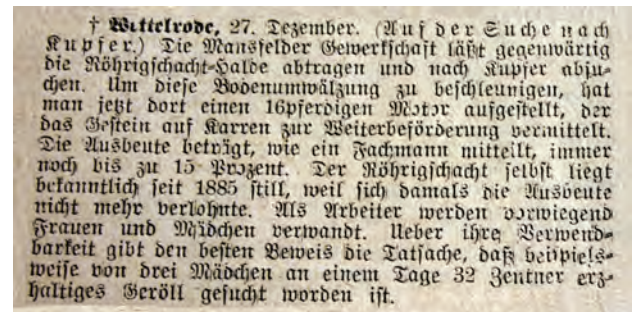 † Wettelrode, 27. Dezember. (Auf der Suche nach
Kupfer.) Die Mansfelder Gewerkschaft läßt gegenwärtig
die Röhrigschacht-Halde abtragen und nach Kupfer absu-
chen. Um diese Bodenumwälzung zu beschleunigen, hat
man jetzt dort einen 16pferdigen Motor aufgestellt, der
das Gestein auf Karren zur Weiterbeförderung vermittelt.
Die Ausbeute beträgt, wie ein Fachmann mitteilt, immer
noch bis zu 15 Prozent. Der Röhrigschacht selbst liegt
bekanntlich seit 1885 still, weil sich damals die Ausbeute
nicht mehr verlohnte. Als Arbeiter werden vorwiegend
Frauen und Mädchen verwandt. Ueber ihre Verwend-
barkeit gibt den besten Beweis die Tatsache, daß beispiels-
weise von drei Mädchen an einem Tage 32 Zentner erz-
haltiges Geröll gesucht worden ist.